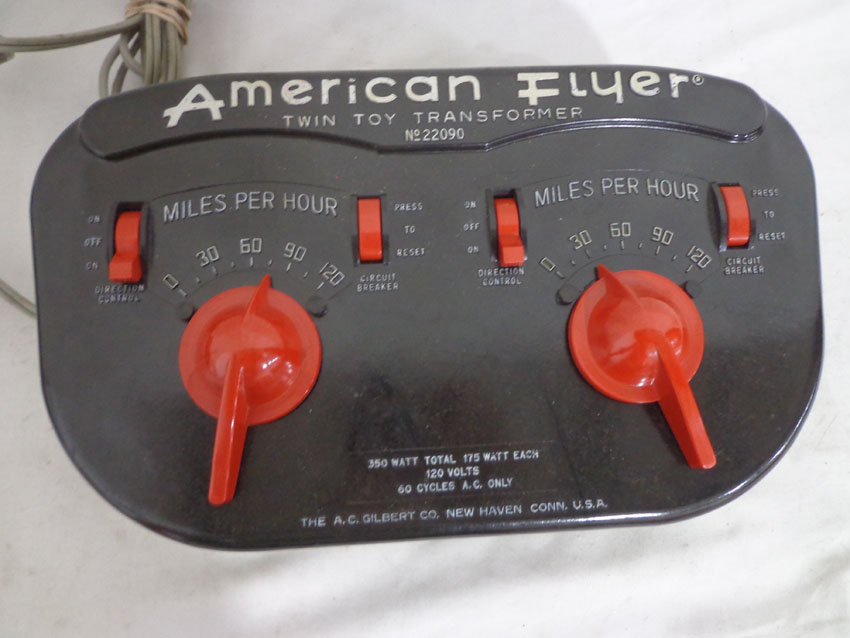 American Flyer®
TWIN TOY TRANSFORMER
Nº 22090
MILES PER HOUR
ON
OFF
ON
DIRECTION
CONTROL
0 30 60 90 120
PRESS
TO
RESET
CIRCUIT
BREAKER
MILES PER HOUR
ON
OFF
ON
DIRECTION
CONTROL
0 30 60 90 120
PRESS
TO
RESET
CIRCUIT
BREAKER
350 WATT TOTAL 175 WATT EACH
120 VOLTS
60 CYCLES A.C. ONLY
THE A.C. GILBERT CO. NEW HAVEN CONN. U.S.A.